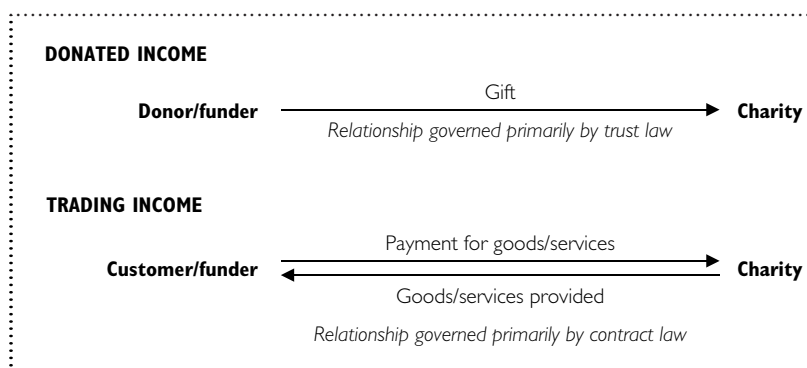 DONATED INCOME
Gift
Donor/funder Charity
Relationship governed primarily by trust law
TRADING INCOME
Payment for goods/services
Customer/funder Charity
Goods/services provided
Relationship governed primarily by contract law